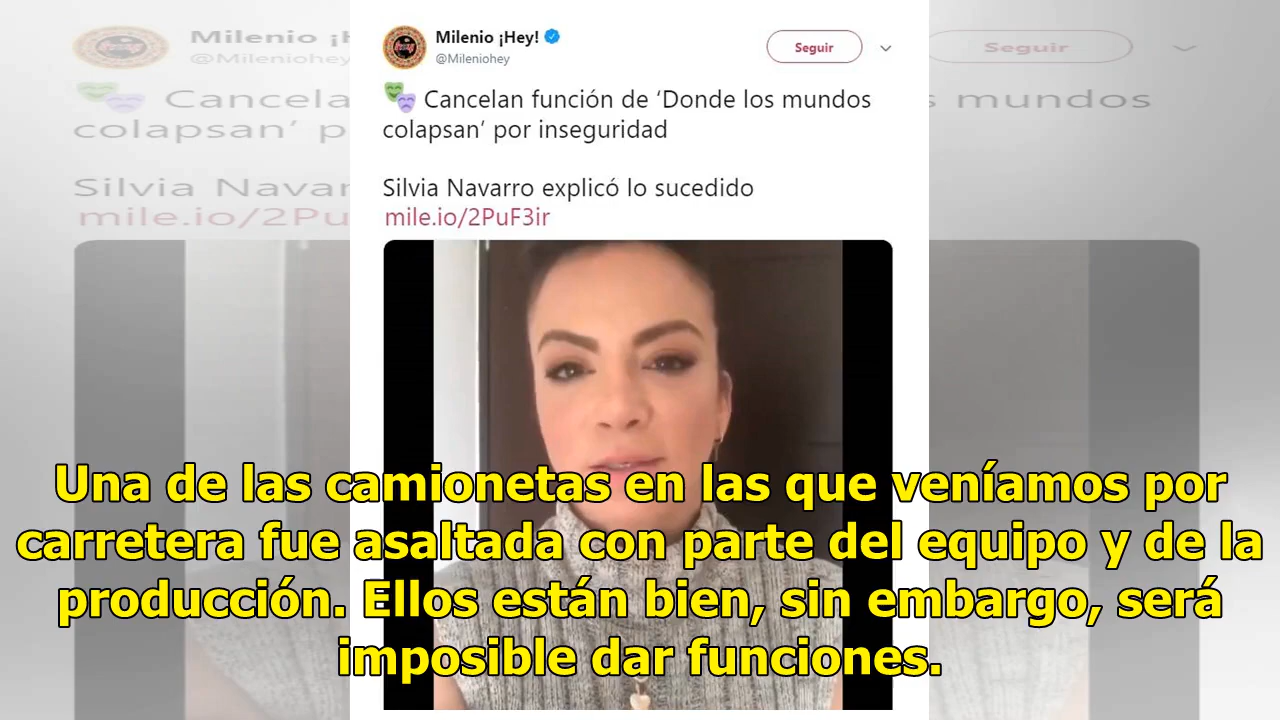 Milenio ¡Hey!
@Mileniohey
Seguir
Cancelan función de ‘Donde los mundos
colapsan’ por inseguridad
Silvia Navarro explicó lo sucedido
mile.io/2PuF3ir
Una de las camionetas en las que veníamos por
carretera fue asaltada con parte del equipo y de la
producción. Ellos están bien, sin embargo, será
imposible dar funciones.